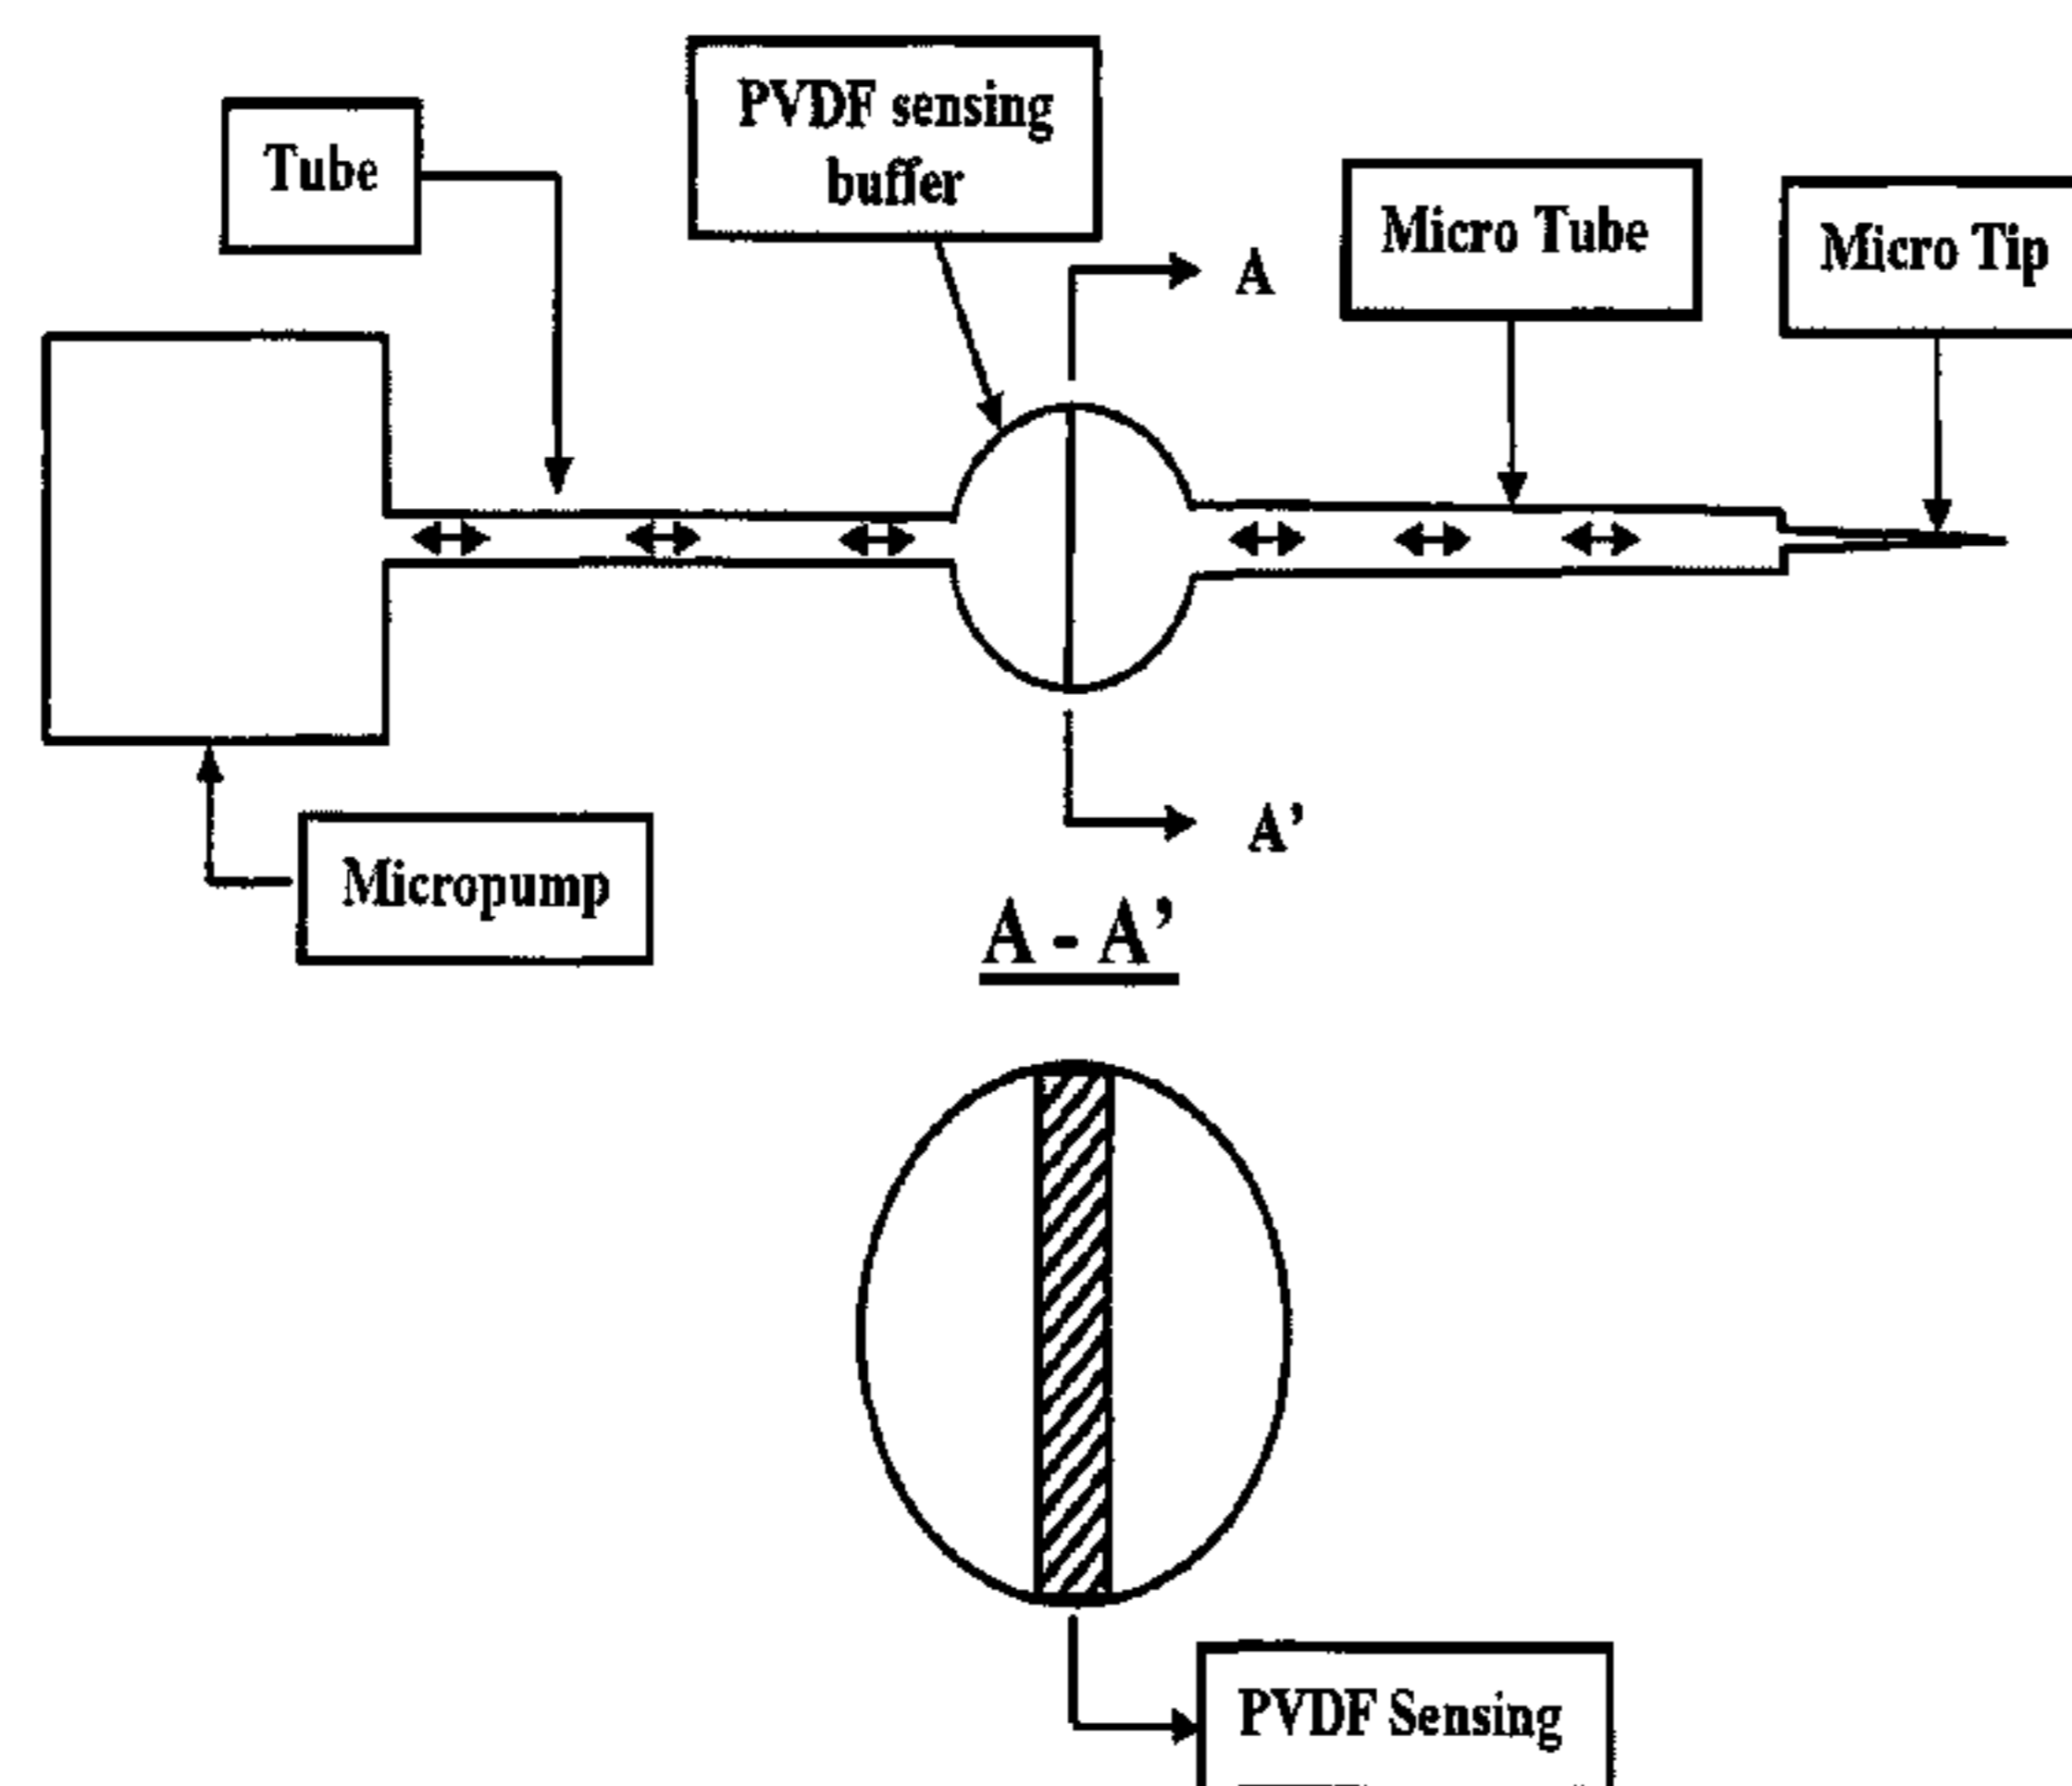 PVDF sensing
buffer
Tube
Micro Tube
Micro Tip
A
A'
Micropump
A - A'
PVDF Sensing